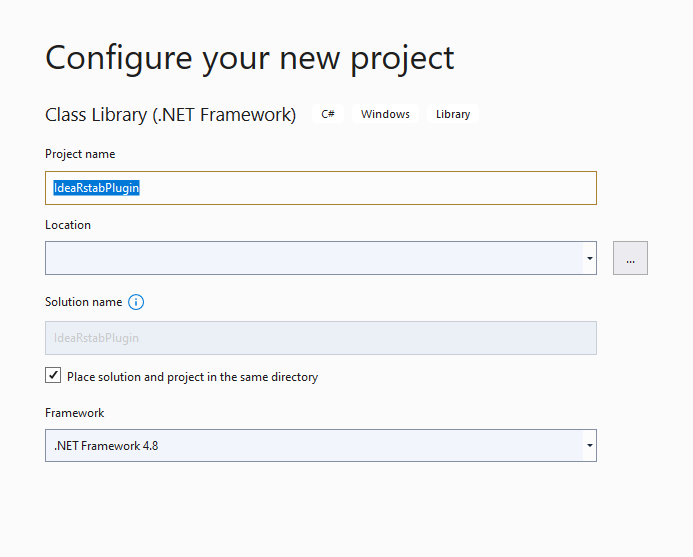 Configure your new project
Class Library (.NET Framework) C# Windows Library
Project name
IdeaRstabPlugin
Location
...
Solution name
IdeaRstabPlugin
Place solution and project in the same directory
Framework
.NET Framework 4.8